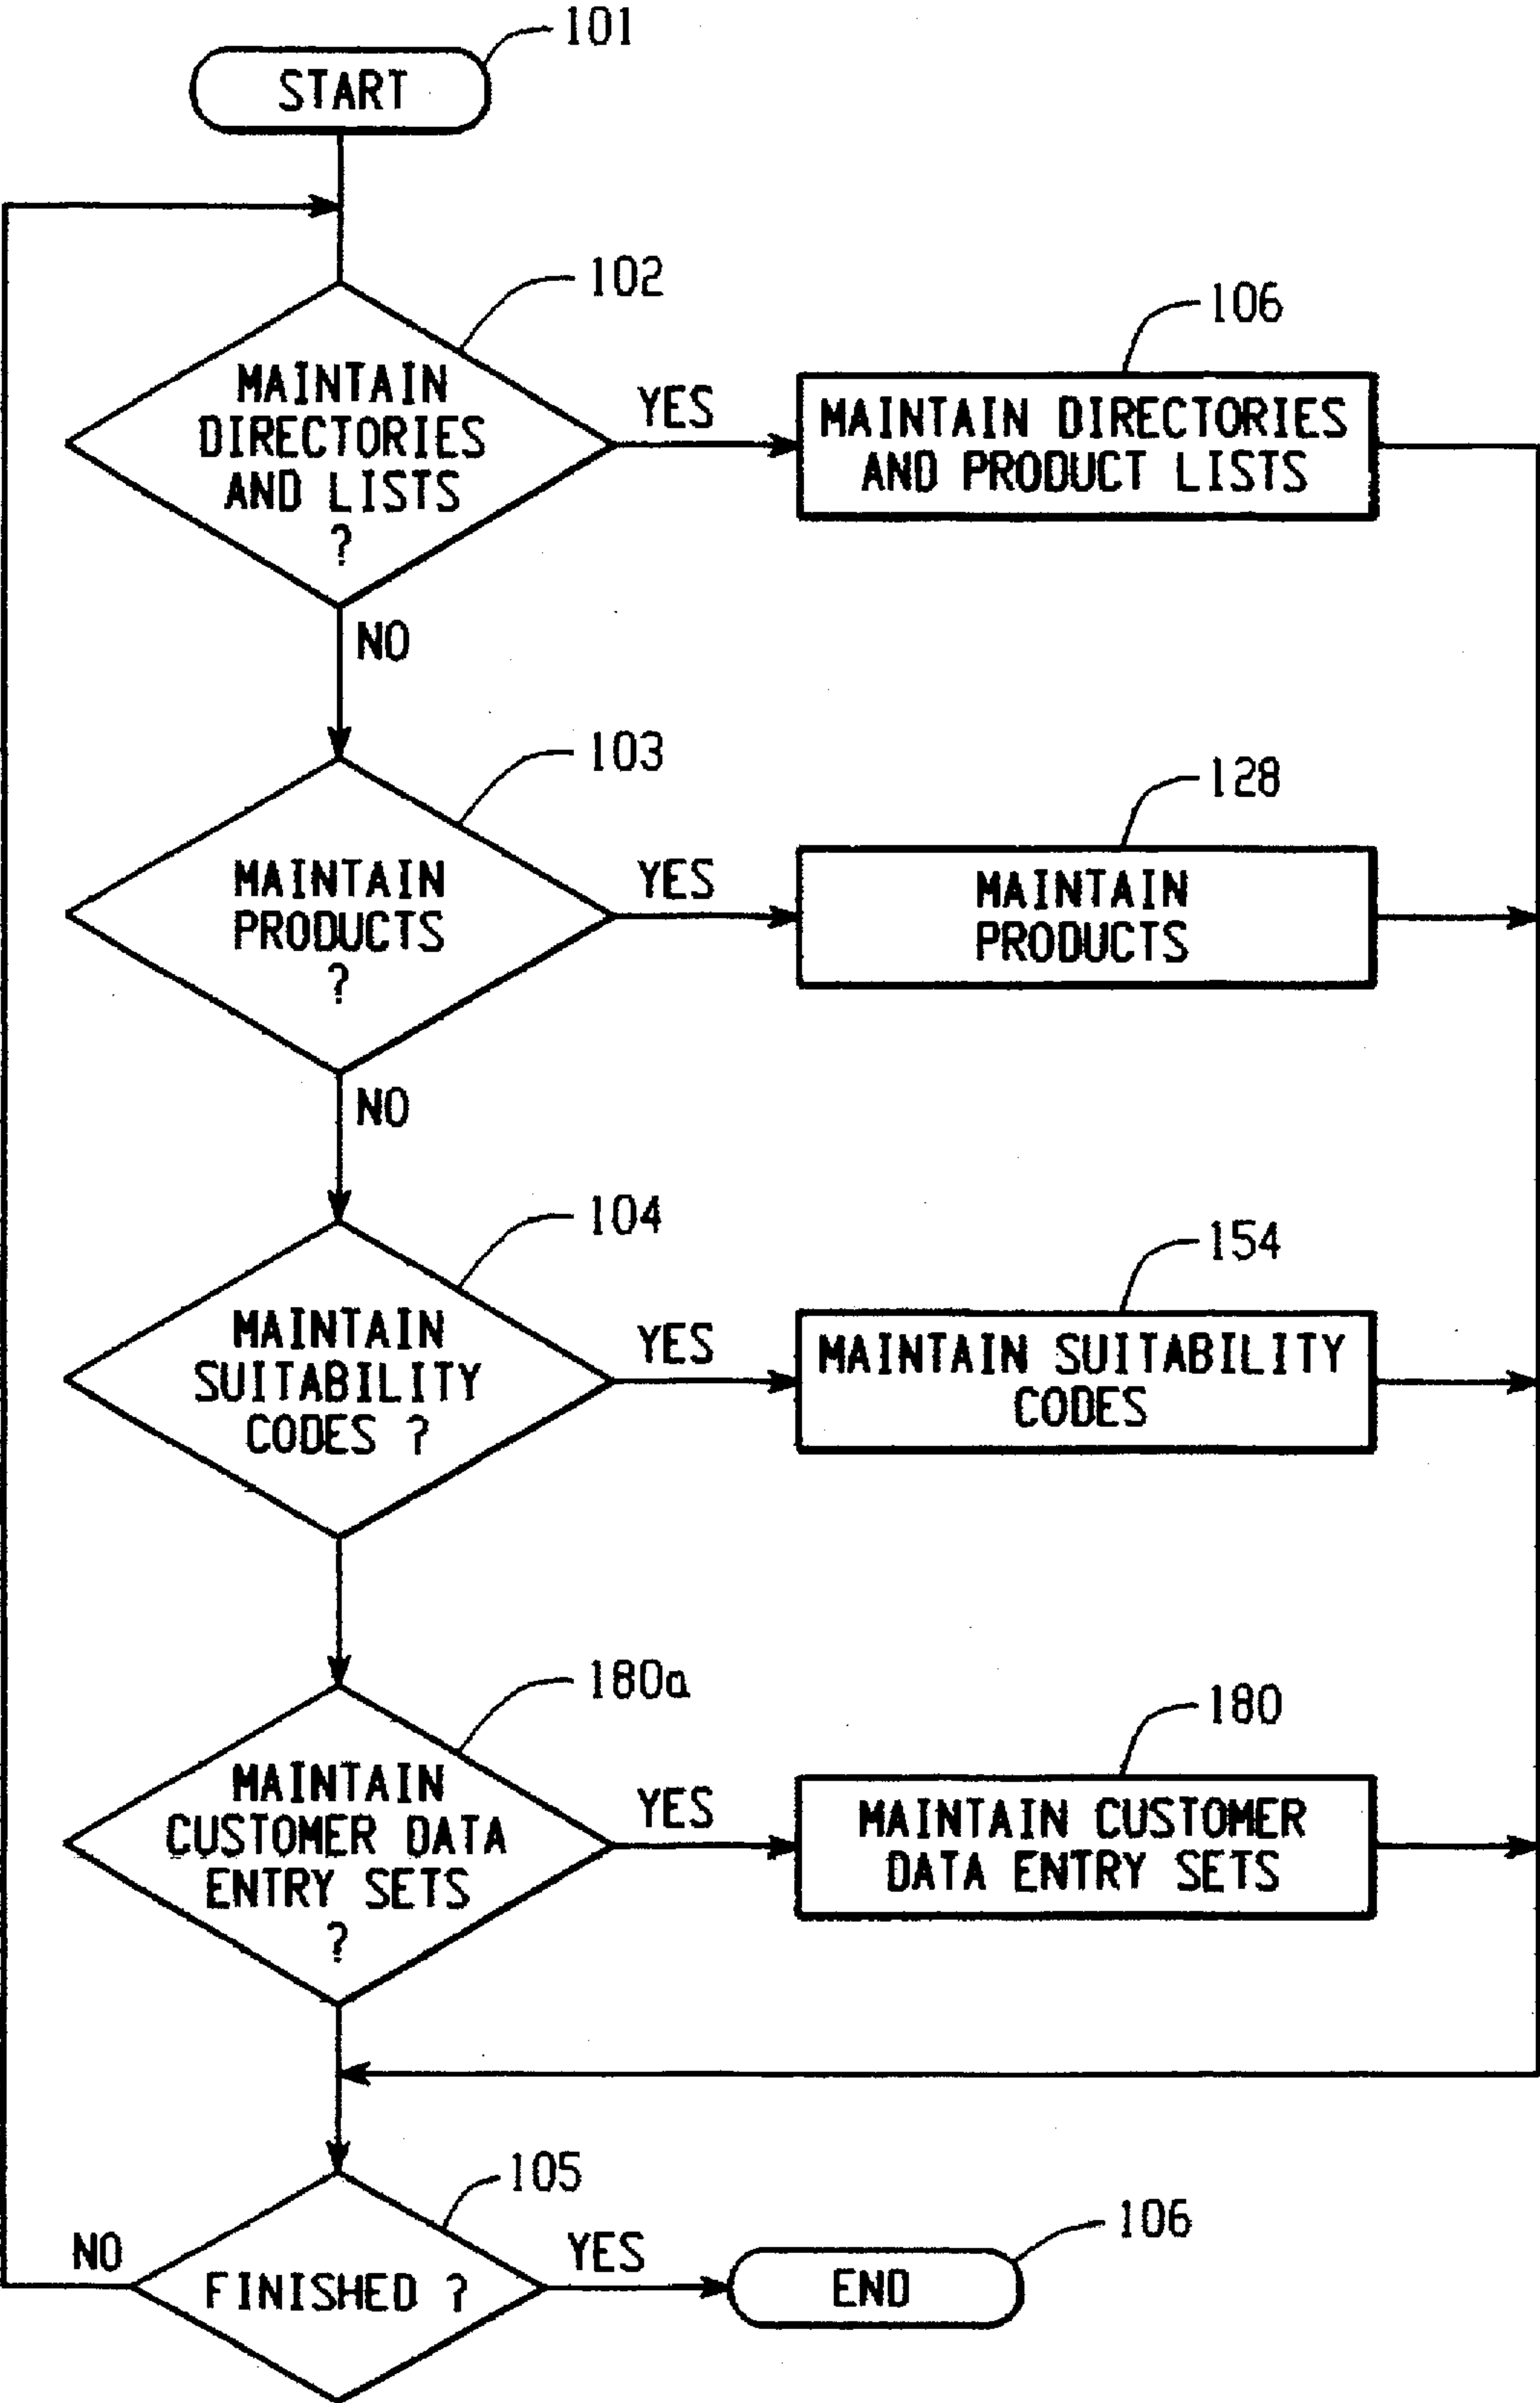 101
START
102
106
MAINTAIN
DIRECTORIES
AND LISTS
?
YES
MAINTAIN DIRECTORIES
AND PRODUCT LISTS
NO
103
128
MAINTAIN
PRODUCTS
?
YES
MAINTAIN
PRODUCTS
NO
104
154
MAINTAIN
SUITABILITY
CODES ?
YES
MAINTAIN SUITABILITY
CODES
180a
180
MAINTAIN
CUSTOMER DATA
ENTRY SETS
?
YES
MAINTAIN CUSTOMER
DATA ENTRY SETS
105
106
NO
FINISHED ?
YES
END